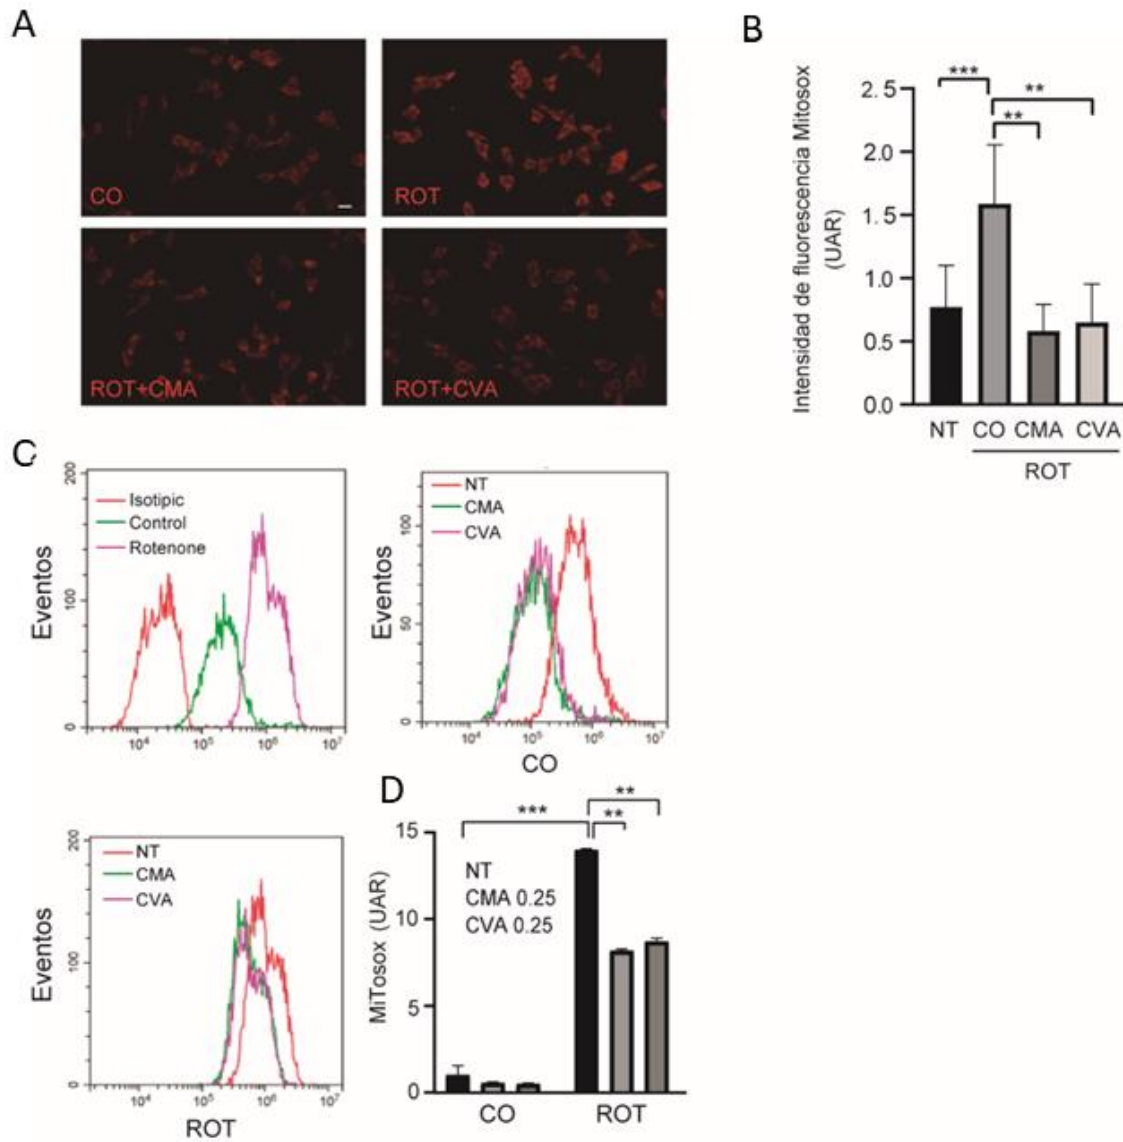 A
CO
ROT
ROT+CMA
ROT+CVA
B
Intensidad de fluorescencia Mitosox
(UAR)
2.5
2.0
1.5
1.0
0.5
0.0
***
**
**
NT CO CMA CVA
ROT
C
Eventos
200
100
0
Isotipic
Control
Rotenone
10⁴ 10⁵ 10⁶ 10⁷
Eventos
100
50
0
NT
CMA
CVA
10⁴ 10⁵ 10⁶ 10⁷
CO
Eventos
200
100
0
NT
CMA
CVA
10⁴ 10⁵ 10⁶ 10⁷
ROT
D
MiTosox (UAR)
15
10
5
0
***
**
**
NT
CMA 0.25
CVA 0.25
CO ROT